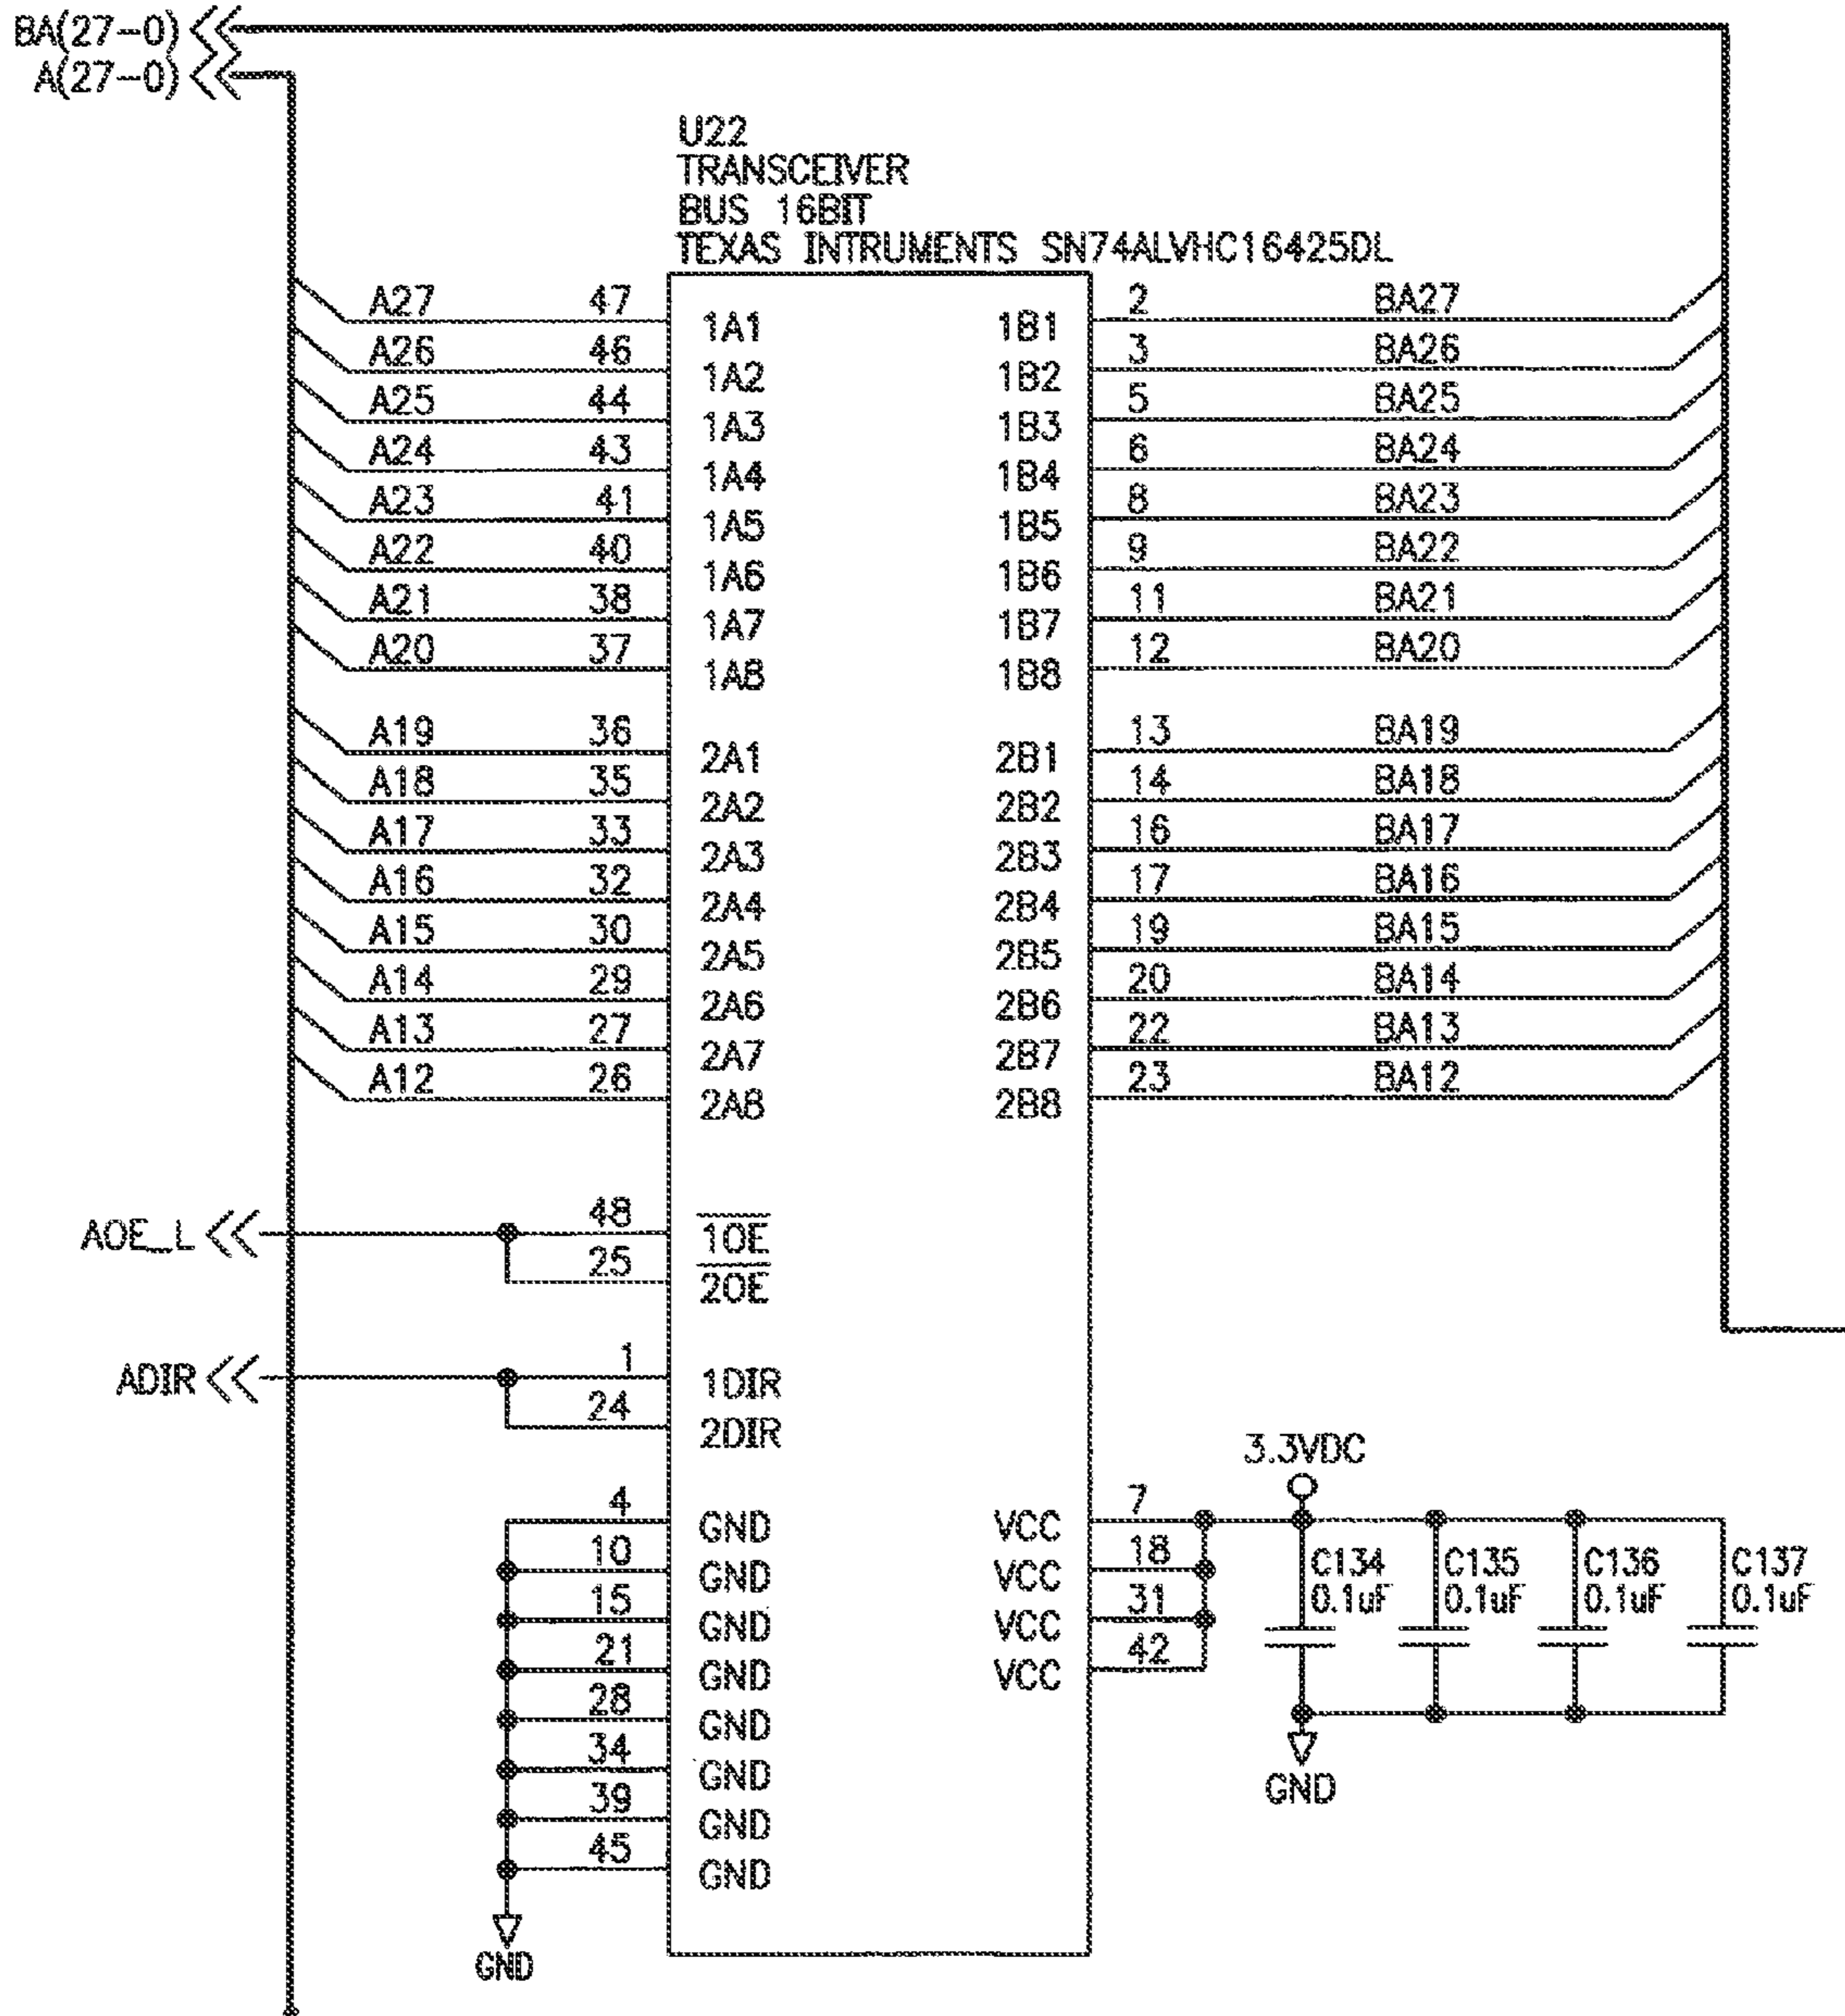 BA(27-0)
A(27-0)
U22
TRANSCEIVER
BUS 16BIT
TEXAS INTRUMENTS SN74ALVHC16425DL
A27 47 1A1 1B1 2 BA27
A26 46 1A2 1B2 3 BA26
A25 44 1A3 1B3 5 BA25
A24 43 1A4 1B4 6 BA24
A23 41 1A5 1B5 8 BA23
A22 40 1A6 1B6 9 BA22
A21 38 1A7 1B7 11 BA21
A20 37 1A8 1B8 12 BA20
A19 36 2A1 2B1 13 BA19
A18 35 2A2 2B2 14 BA18
A17 33 2A3 2B3 16 BA17
A16 32 2A4 2B4 17 BA16
A15 30 2A5 2B5 19 BA15
A14 29 2A6 2B6 20 BA14
A13 27 2A7 2B7 22 BA13
A12 26 2A8 2B8 23 BA12
AOE_L 48 1OE
25 2OE
ADIR 1 1DIR
24 2DIR
3.3VDC
4 GND VCC 7
10 GND VCC 18
15 GND VCC 31
21 GND VCC 42
28 GND
34 GND
39 GND
45 GND
GND
C134 C135 C136 C137
0.1uF 0.1uF 0.1uF 0.1uF
GND